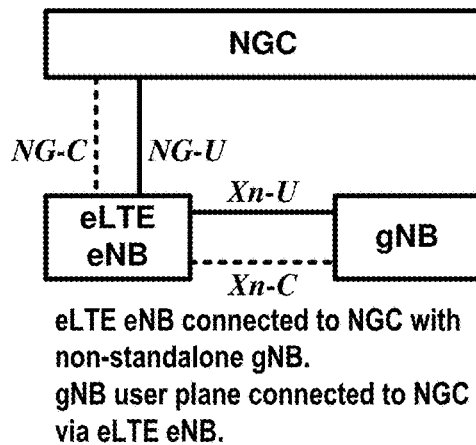 NGC
NG-C NG-U
Xn-U
eLTE
eNB
gNB
Xn-C
eLTE eNB connected to NGC with
non-standalone gNB.
gNB user plane connected to NGC
via eLTE eNB.